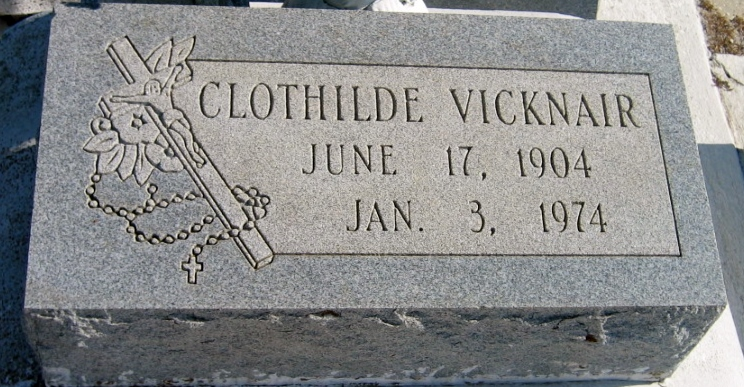 CLOTHILDE VICKNAIR
JUNE 17, 1904
JAN. 3, 1974